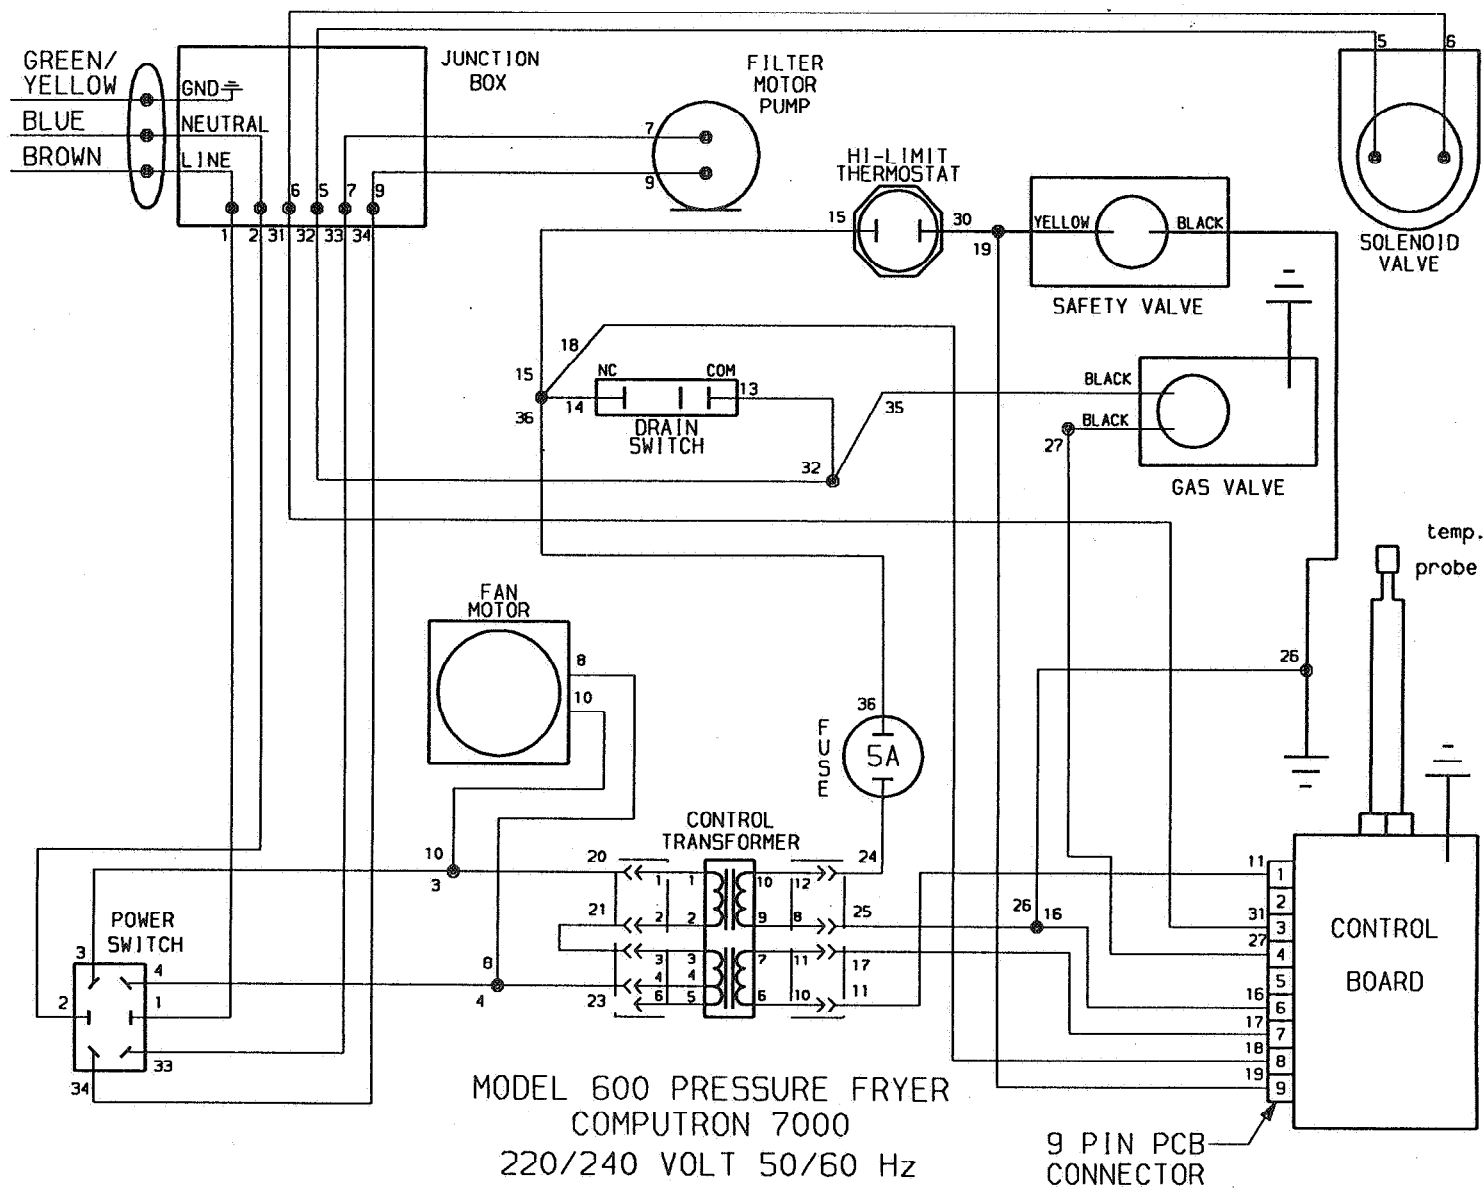 GREEN/
YELLOW
BLUE
BROWN
GND
NEUTRAL
LINE
JUNCTION
BOX
6 5 7 9
1 2 31 32 33 34
FILTER
MOTOR
PUMP
7
9
5 6
SOLENOID
VALVE
HI-LIMIT
THERMOSTAT
15 30
19
YELLOW BLACK
SAFETY VALVE
18
15
36
14
NC COM
13
DRAIN
SWITCH
32
35
BLACK
BLACK
27
GAS VALVE
temp.
probe
FAN
MOTOR
8
10
36
FUSE
5A
26
CONTROL
TRANSFORMER
10
3
20 1 1 10 12 24
21 2 2 9 8 25
3 3 7 11 17
4 4
23 6 5 6 10 11
8
4
26 16
POWER
SWITCH
3 4
2 1
34 33
11 1
2
31 3
27 4
5
16 6
17 7
18 8
19 9
CONTROL
BOARD
MODEL 600 PRESSURE FRYER
COMPUTRON 7000
220/240 VOLT 50/60 Hz
9 PIN PCB
CONNECTOR